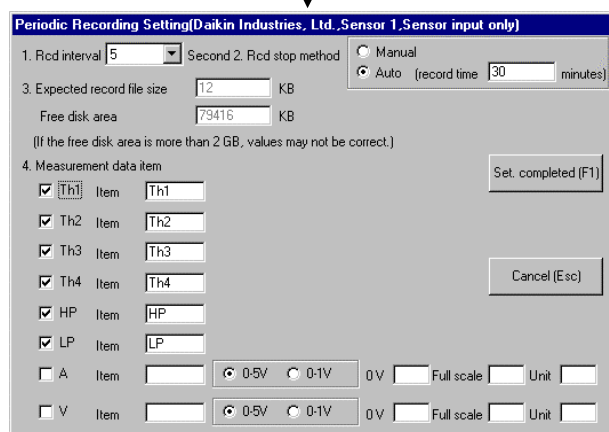 Periodic Recording Setting(Daikin Industries, Ltd.,Sensor 1,Sensor input only)
1. Rcd interval 5 Second 2. Rcd stop method Manual
Auto (record time 30 minutes)
3. Expected record file size 12 KB
Free disk area 79416 KB
(If the free disk area is more than 2 GB, values may not be correct.)
4. Measurement data item
Set. completed (F1)
Th1 Item Th1
Th2 Item Th2
Th3 Item Th3
Th4 Item Th4
Cancel (Esc)
HP Item HP
LP Item LP
A Item 0-5V 0-1V 0 V Full scale Unit
V Item 0-5V 0-1V 0 V Full scale Unit